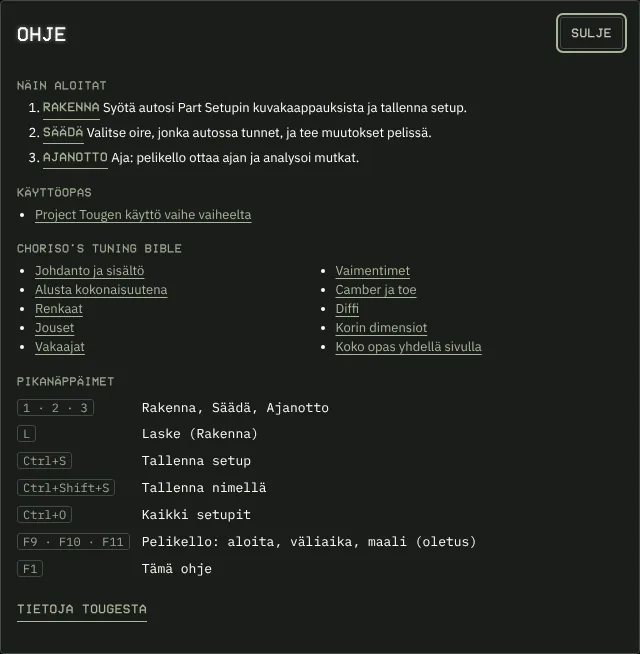 OHJE
SULJE
NÄIN ALOITAT
1. RAKENNA Syötä autosi Part Setupin kuvakaappauksista ja tallenna setup.
2. SÄÄDÄ Valitse oire, jonka autossa tunnet, ja tee muutokset pelissä.
3. AJANOTTO Aja: pelikello ottaa ajan ja analysoi mutkat.
KÄYTTÖOPAS
• Project Tougen käyttö vaihe vaiheelta
CHORISO'S TUNING BIBLE
• Johdanto ja sisältö
• Alusta kokonaisuutena
• Renkaat
• Jouset
• Vakaajat
• Vaimentimet
• Camber ja toe
• Diffi
• Korin dimensiot
• Koko opas yhdellä sivulla
PIKANÄPPÄIMET
1 · 2 · 3 Rakenna, Säädä, Ajanotto
L Laske (Rakenna)
Ctrl+S Tallenna setup
Ctrl+Shift+S Tallenna nimellä
Ctrl+O Kaikki setupit
F9 · F10 · F11 Pelikello: aloita, väliaika, maali (oletus)
F1 Tämä ohje
TIETOJA TOUGESTA